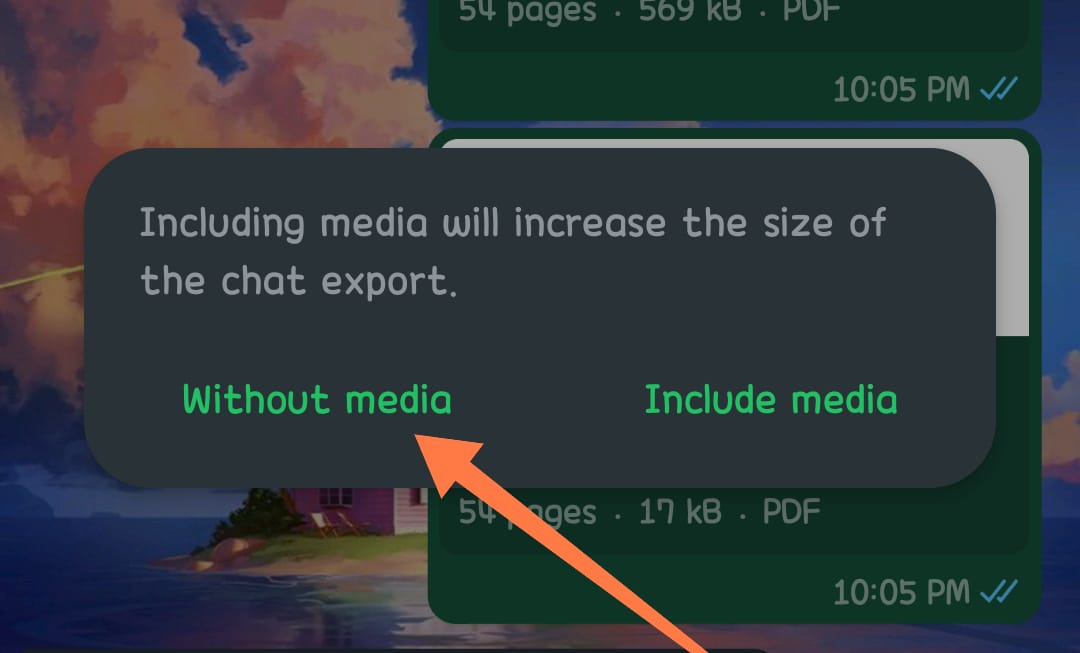 54 pages · 569 kB · PDF
10:05 PM
Including media will increase the size of
the chat export.
Without media
Include media
54 pages · 17 kB · PDF
10:05 PM